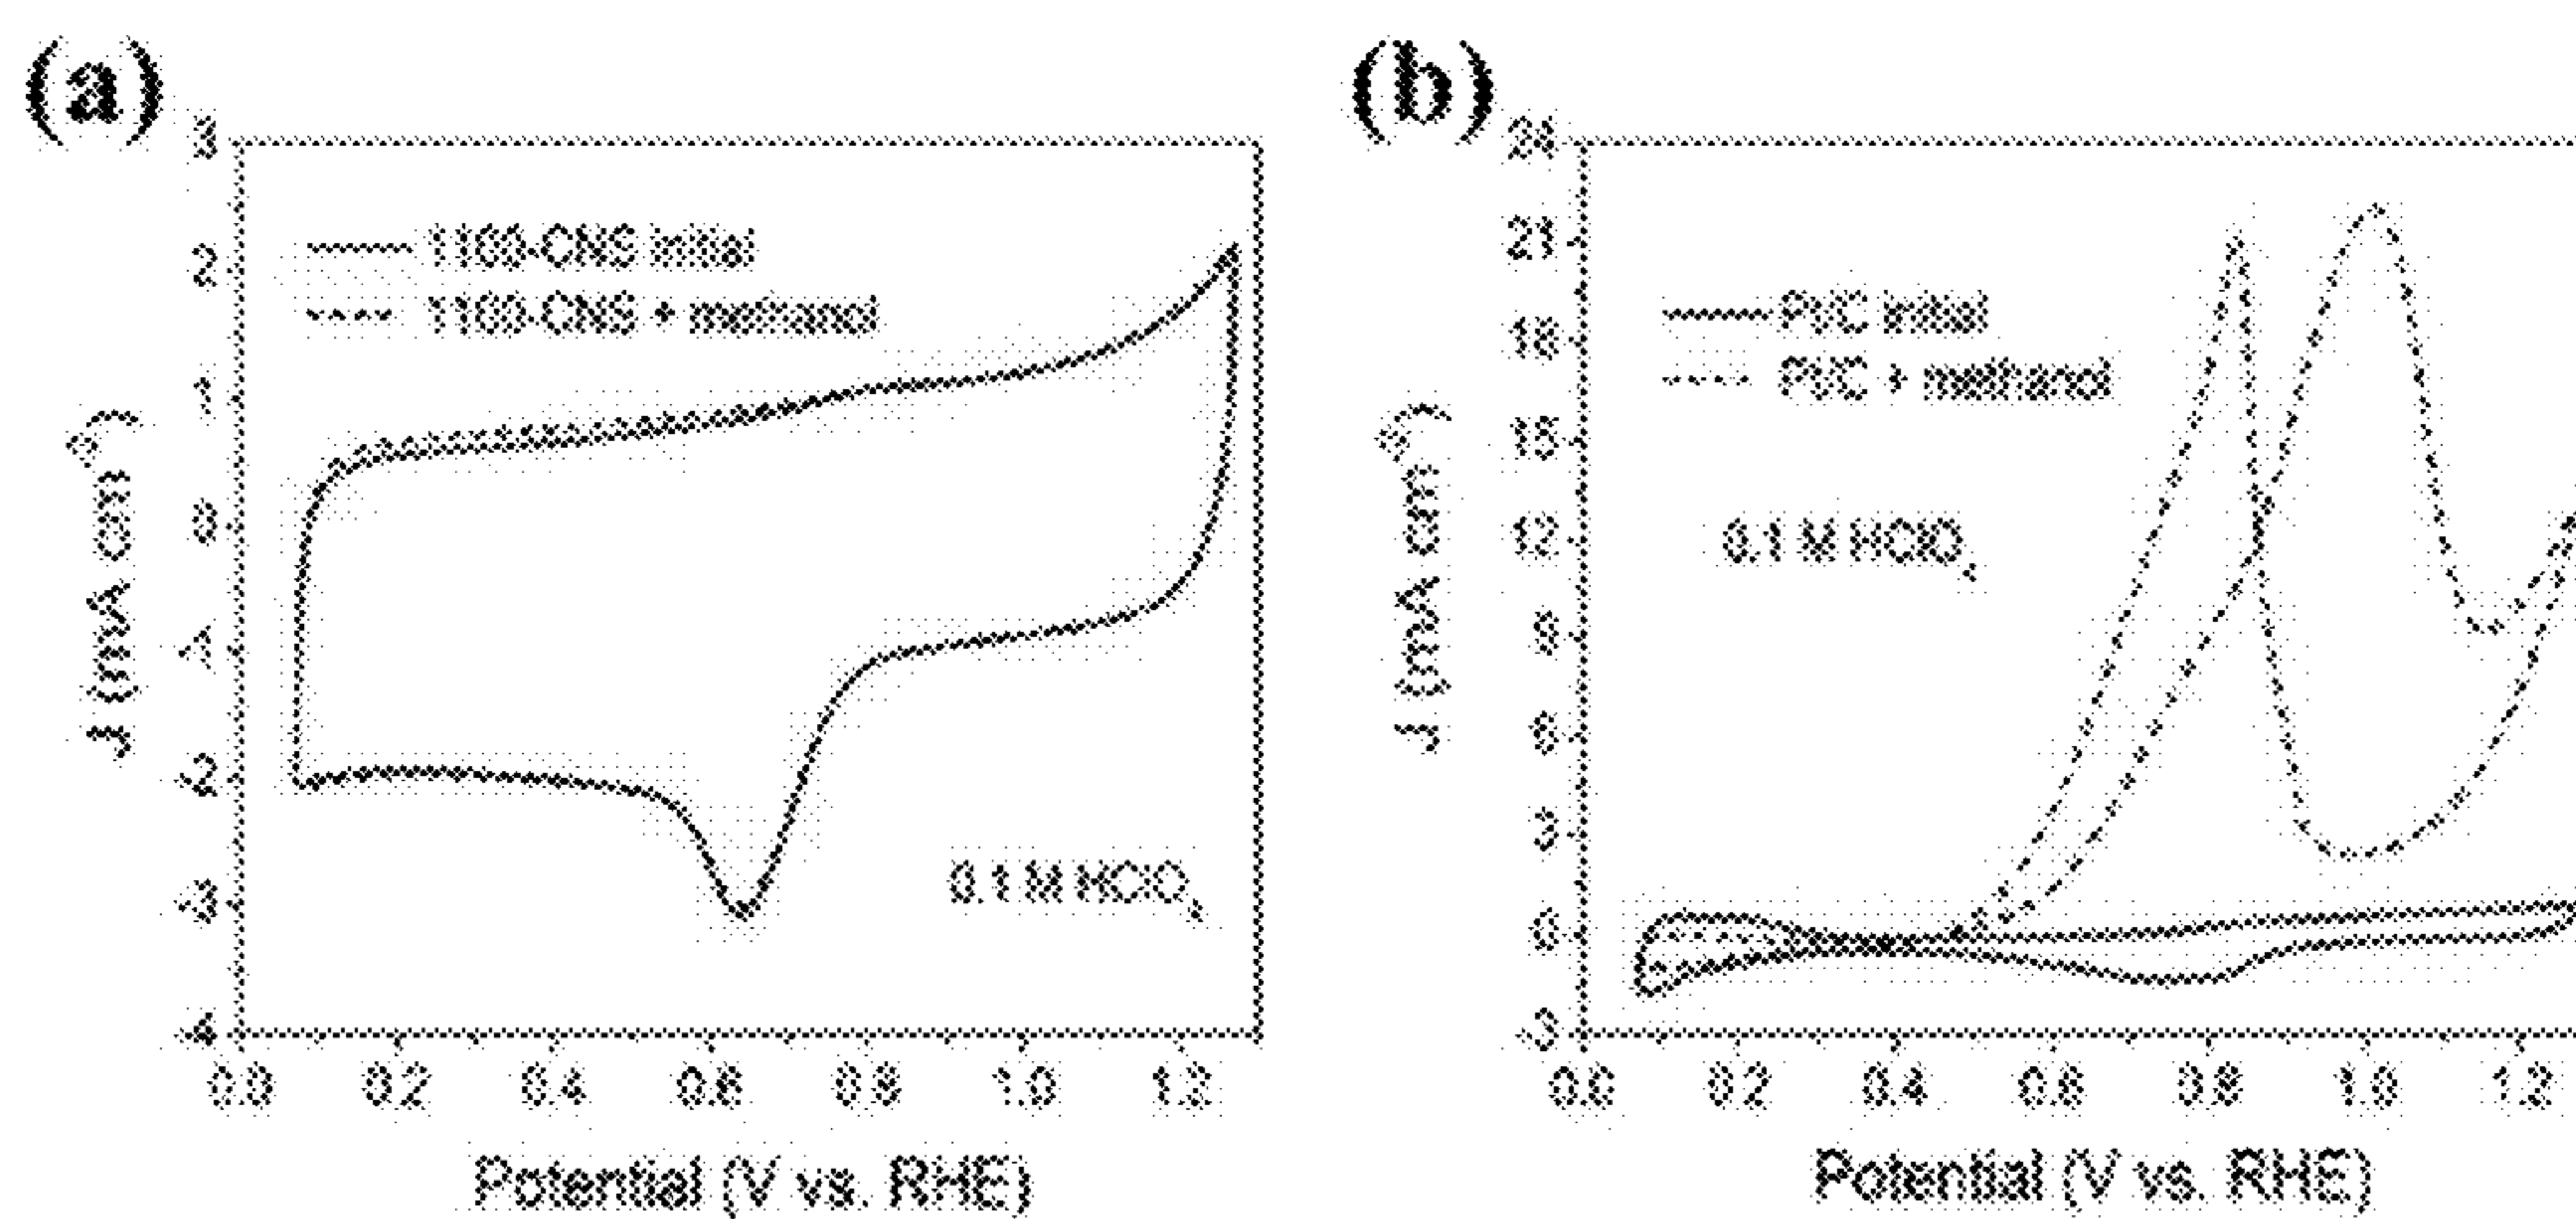 (a)
3
2
1
0
-1
-2
-3
-4
J (mA cm⁻²)
1100-CNS initial
1100-CNS + methanol
0.1 M HClO₄
0.0 0.2 0.4 0.6 0.8 1.0 1.2
Potential (V vs. RHE)
(b)
24
21
18
15
12
9
6
3
0
-3
J (mA cm⁻²)
Pt/C initial
Pt/C + methanol
0.1 M HClO₄
0.0 0.2 0.4 0.6 0.8 1.0 1.2
Potential (V vs. RHE)